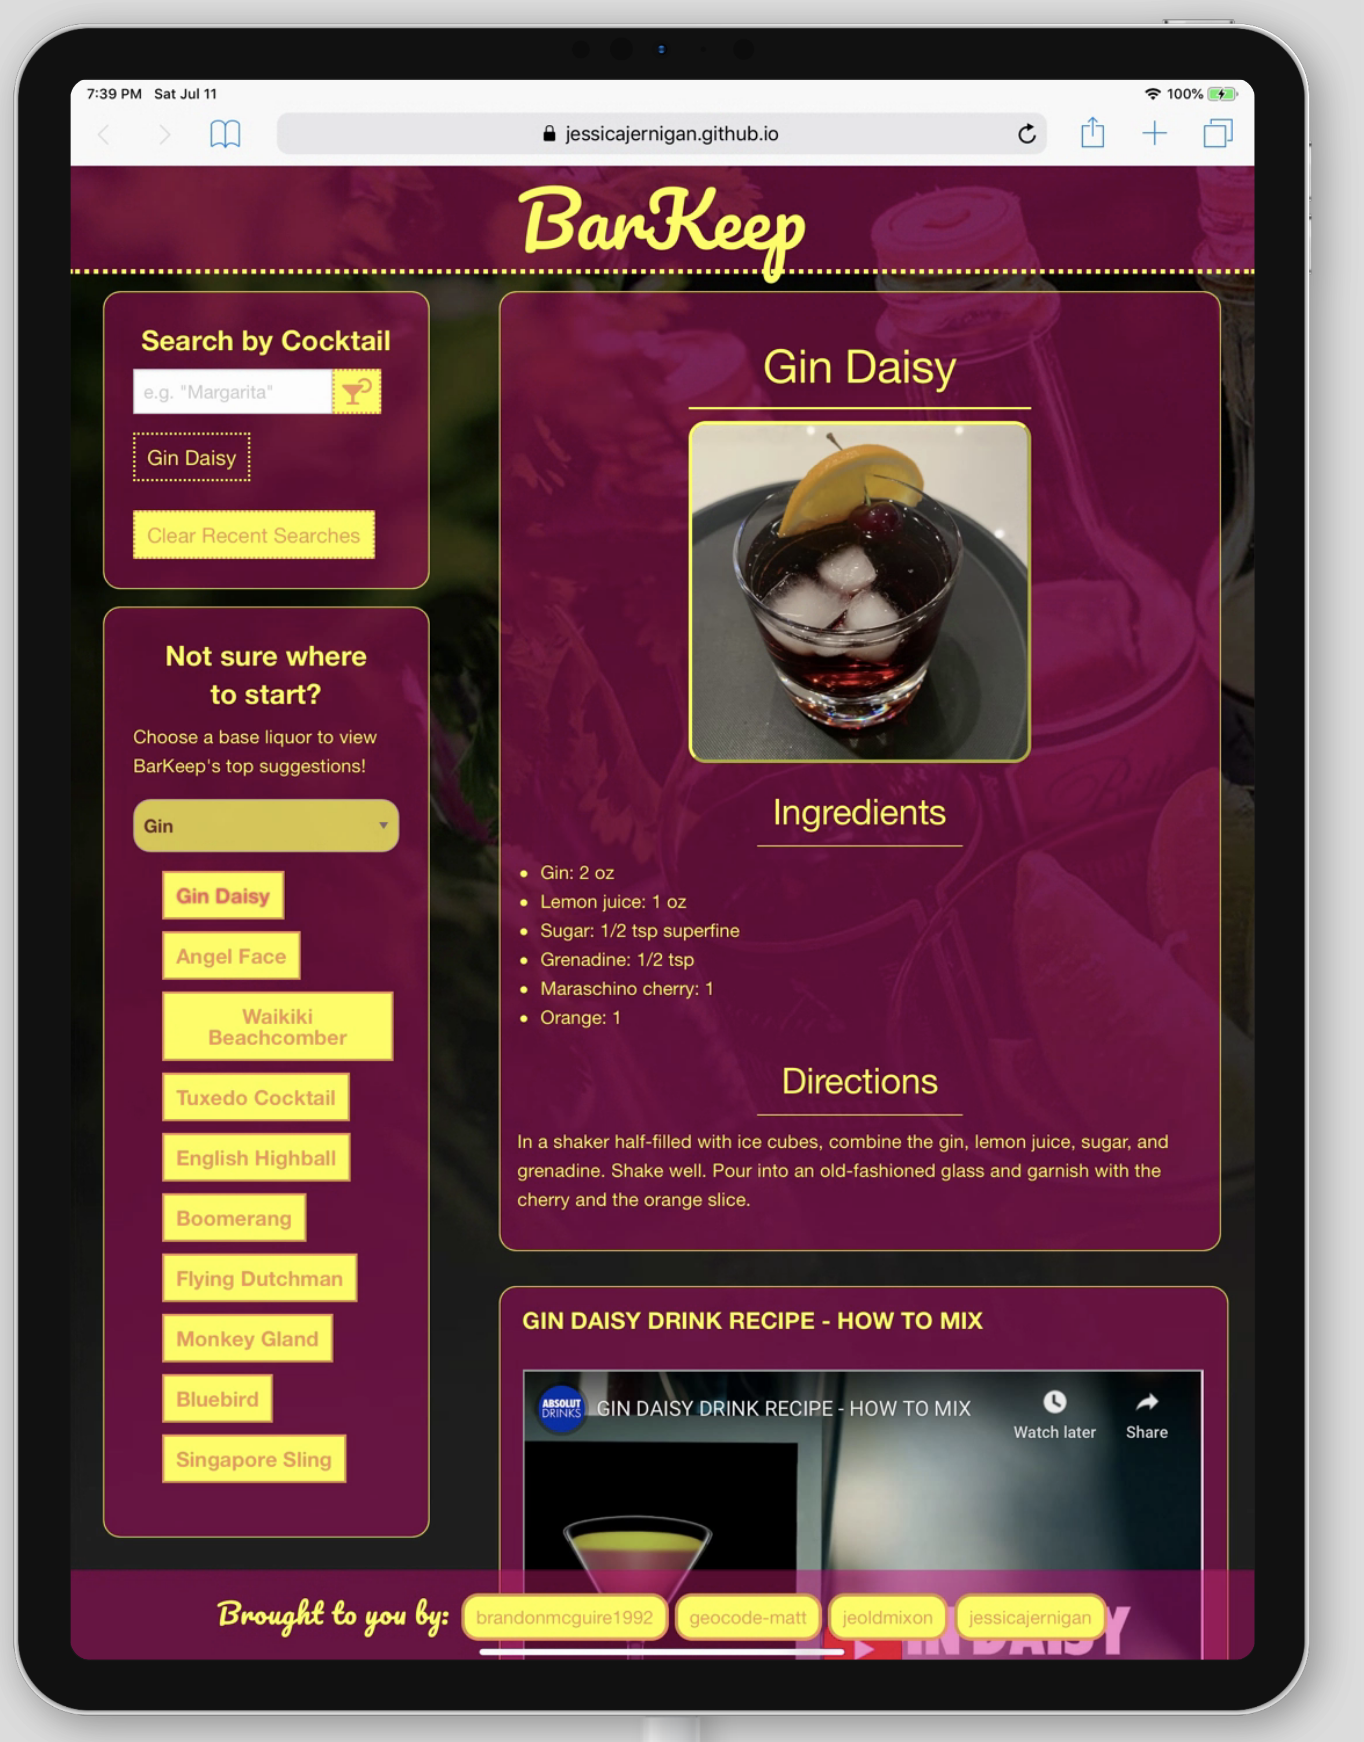 7:39 PM Sat Jul 11
100%
jessicajernigan.github.io
BarKeep
Search by Cocktail
e.g. "Margarita"
Gin Daisy
Clear Recent Searches
Not sure where
to start?
Choose a base liquor to view
BarKeep's top suggestions!
Gin
Gin Daisy
Angel Face
Waikiki
Beachcomber
Tuxedo Cocktail
English Highball
Boomerang
Flying Dutchman
Monkey Gland
Bluebird
Singapore Sling
Gin Daisy
Ingredients
• Gin: 2 oz
• Lemon juice: 1 oz
• Sugar: 1/2 tsp superfine
• Grenadine: 1/2 tsp
• Maraschino cherry: 1
• Orange: 1
Directions
In a shaker half-filled with ice cubes, combine the gin, lemon juice, sugar, and
grenadine. Shake well. Pour into an old-fashioned glass and garnish with the
cherry and the orange slice.
GIN DAISY DRINK RECIPE - HOW TO MIX
ABSOLUT
DRINKS
GIN DAISY DRINK RECIPE - HOW TO MIX
Watch later
Share
GIN DAISY
Brought to you by:
brandonmcguire1992
geocode-matt
jeoldmixon
jessicajernigan